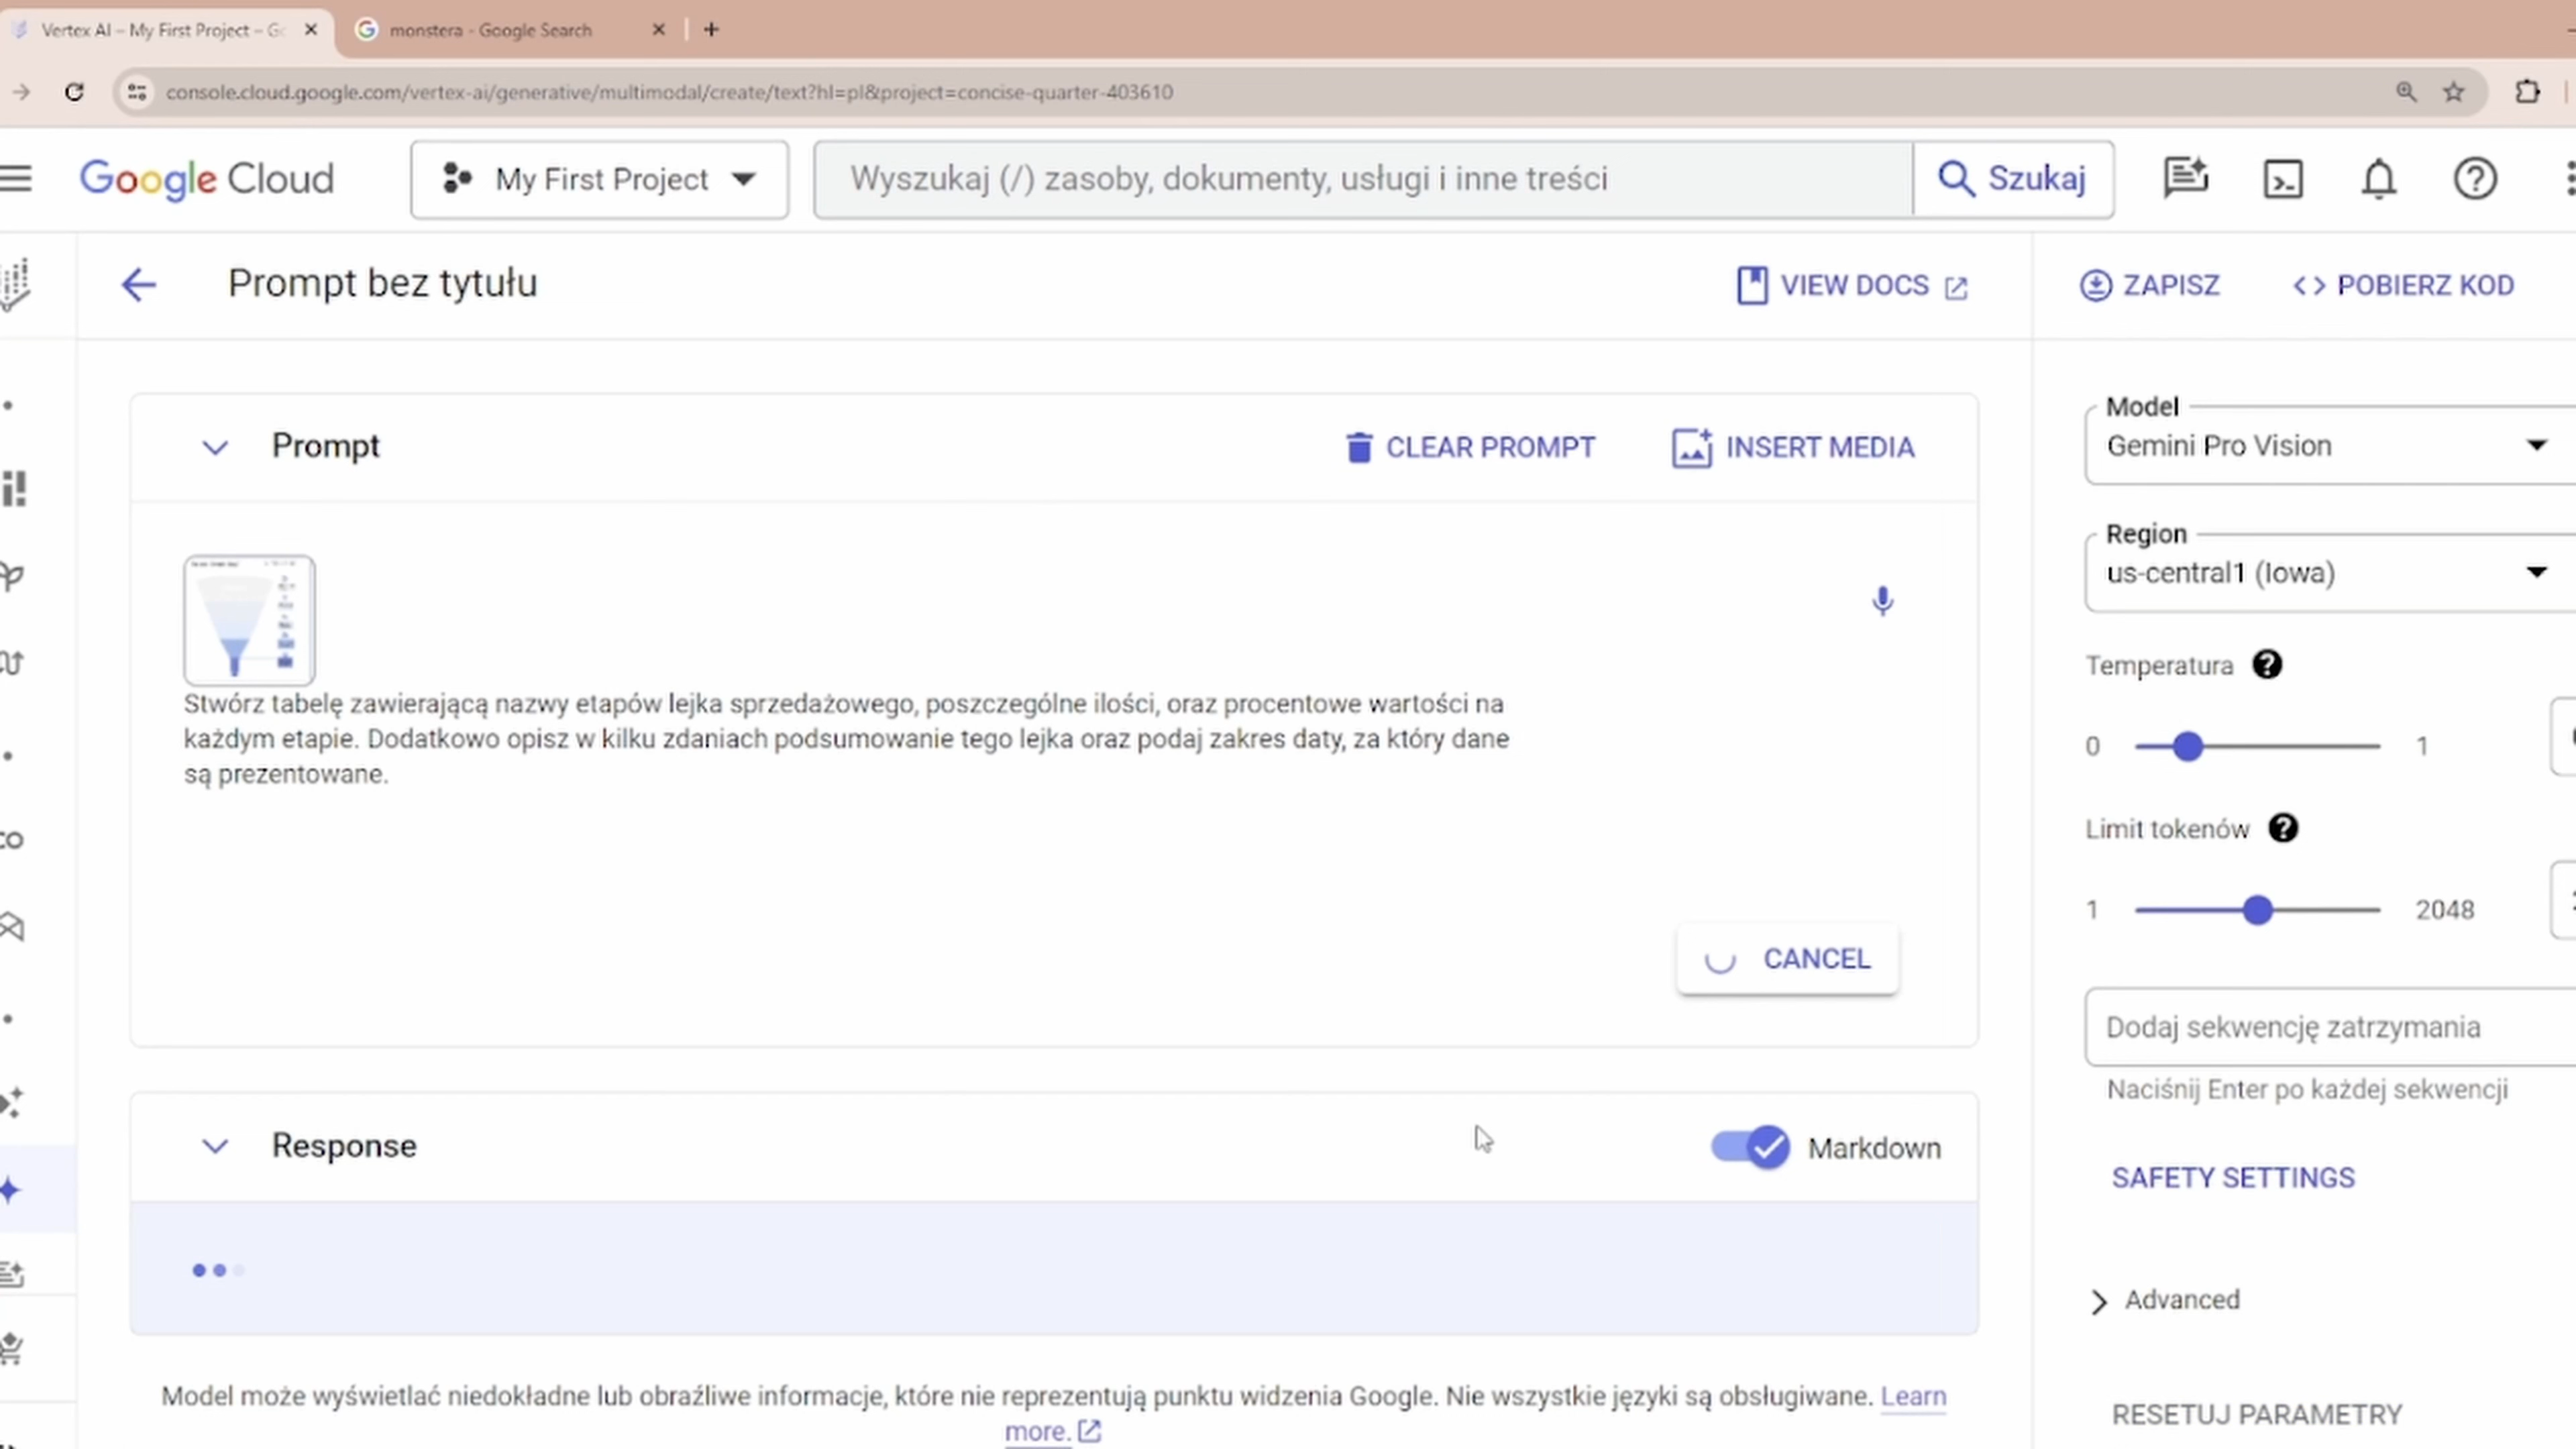 Vertex AI – My First Project – Go
monstera - Google Search
console.cloud.google.com/vertex-ai/generative/multimodal/create/text?hl=pl&project=concise-quarter-403610
Google Cloud
My First Project
Wyszukaj (/) zasoby, dokumenty, usługi i inne treści
Szukaj
Prompt bez tytułu
VIEW DOCS
ZAPISZ
POBIERZ KOD
Prompt
CLEAR PROMPT
INSERT MEDIA
Stwórz tabelę zawierającą nazwy etapów lejka sprzedażowego, poszczególne ilości, oraz procentowe wartości na
każdym etapie. Dodatkowo opisz w kilku zdaniach podsumowanie tego lejka oraz podaj zakres daty, za który dane
są prezentowane.
CANCEL
Response
Markdown
Model może wyświetlać niedokładne lub obraźliwe informacje, które nie reprezentują punktu widzenia Google. Nie wszystkie języki są obsługiwane. Learn
more.
Model
Gemini Pro Vision
Region
us-central1 (Iowa)
Temperatura
0
1
Limit tokenów
1
2048
Dodaj sekwencję zatrzymania
Naciśnij Enter po każdej sekwencji
SAFETY SETTINGS
Advanced
RESETUJ PARAMETRY